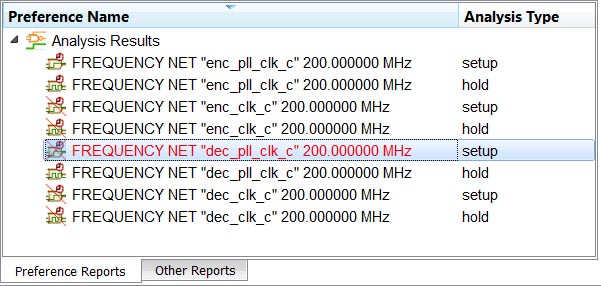 Preference Name Analysis Type
Analysis Results
FREQUENCY NET "enc_pll_clk_c" 200.000000 MHz setup
FREQUENCY NET "enc_pll_clk_c" 200.000000 MHz hold
FREQUENCY NET "enc_clk_c" 200.000000 MHz setup
FREQUENCY NET "enc_clk_c" 200.000000 MHz hold
FREQUENCY NET "dec_pll_clk_c" 200.000000 MHz setup
FREQUENCY NET "dec_pll_clk_c" 200.000000 MHz hold
FREQUENCY NET "dec_clk_c" 200.000000 MHz setup
FREQUENCY NET "dec_clk_c" 200.000000 MHz hold
Preference Reports Other Reports